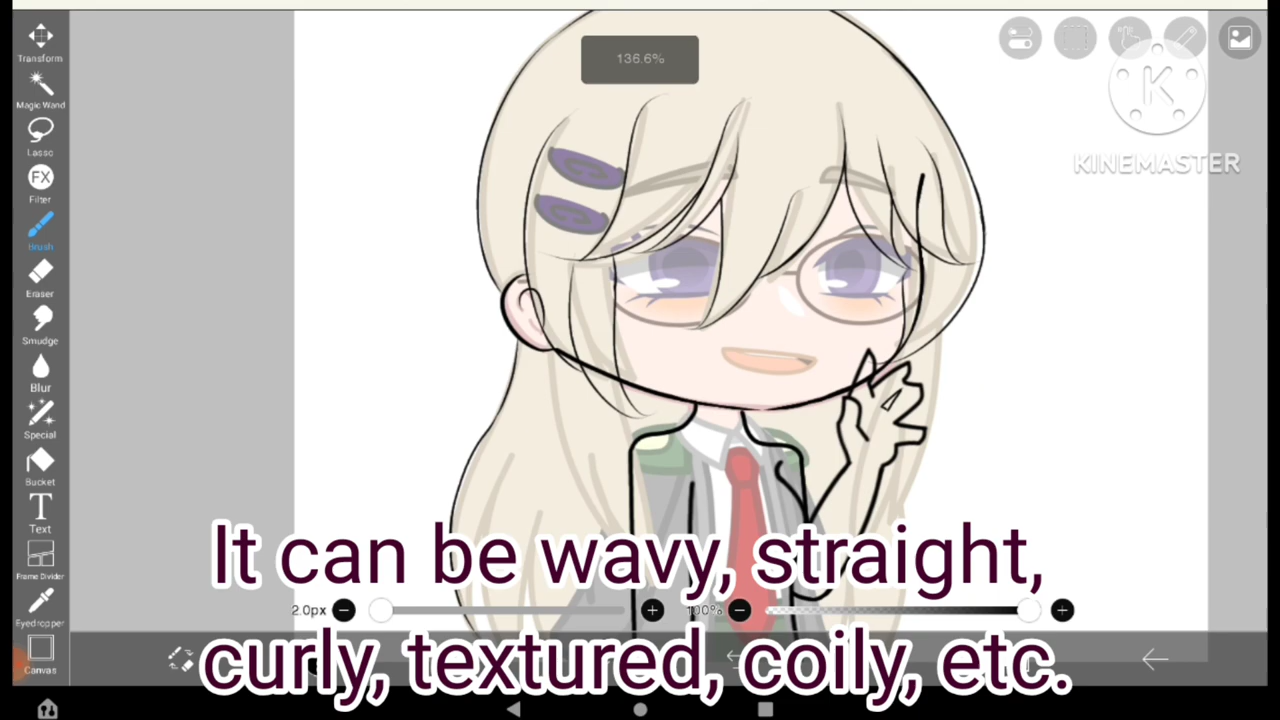 136.6%
Transform
Magic Wand
Lasso
FX
Filter
Brush
Eraser
Smudge
Blur
Special
Bucket
T
Text
Frame Divider
Eyedropper
Canvas
K
KINEMASTER
It can be wavy, straight,
2.0px
100%
curly, textured, coily, etc.